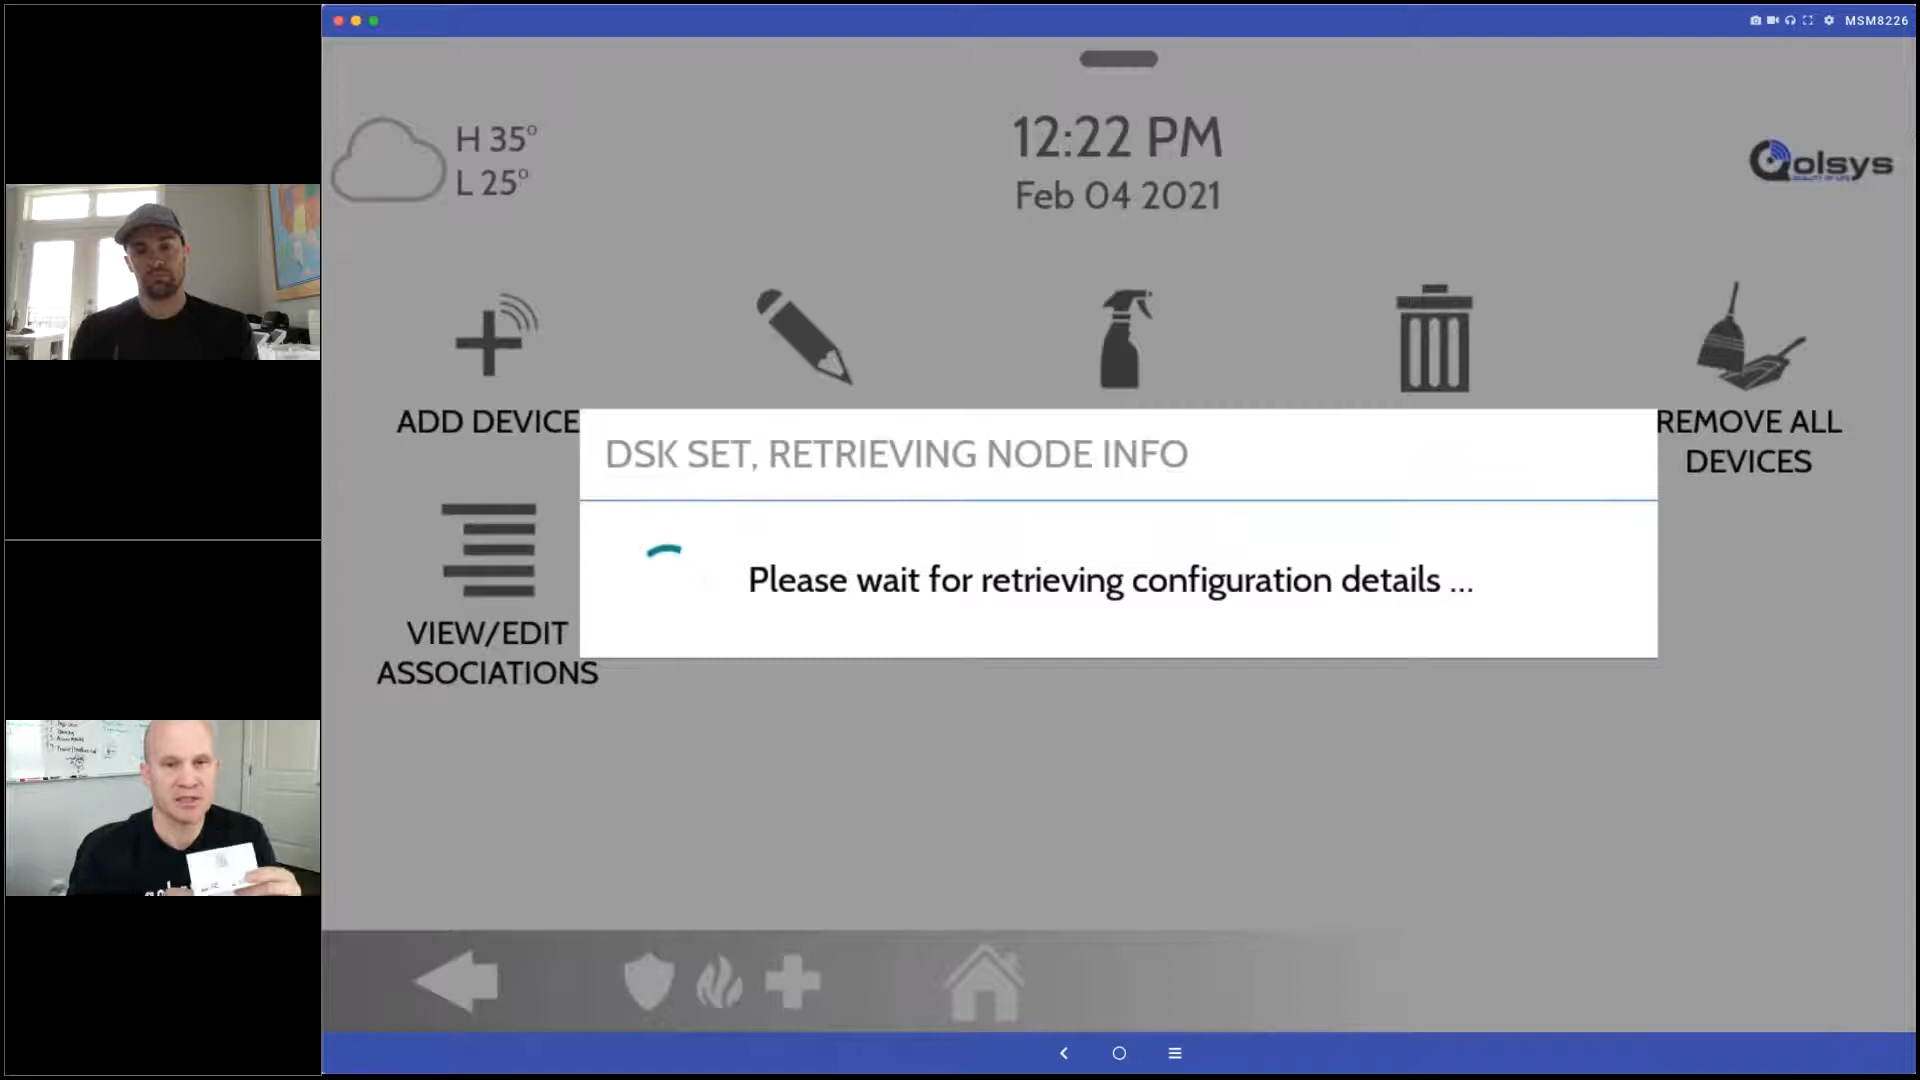 MSM8226
H 35°
L 25°
12:22 PM
Feb 04 2021
Qolsys
ADD DEVICE
REMOVE ALL
DEVICES
DSK SET, RETRIEVING NODE INFO
Please wait for retrieving configuration details ...
VIEW/EDIT
ASSOCIATIONS